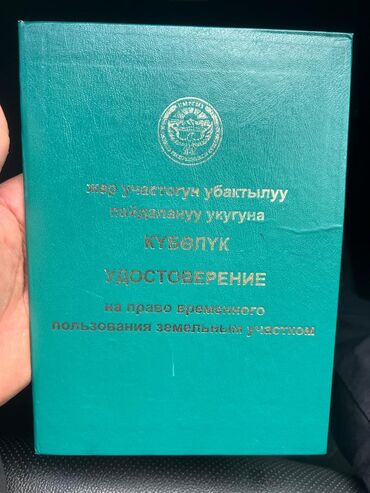 жер участогун убактылуу
пайдалануу укугуна
КҮБӨЛҮК
УДОСТОВЕРЕНИЕ
на право временного
пользования земельным участком